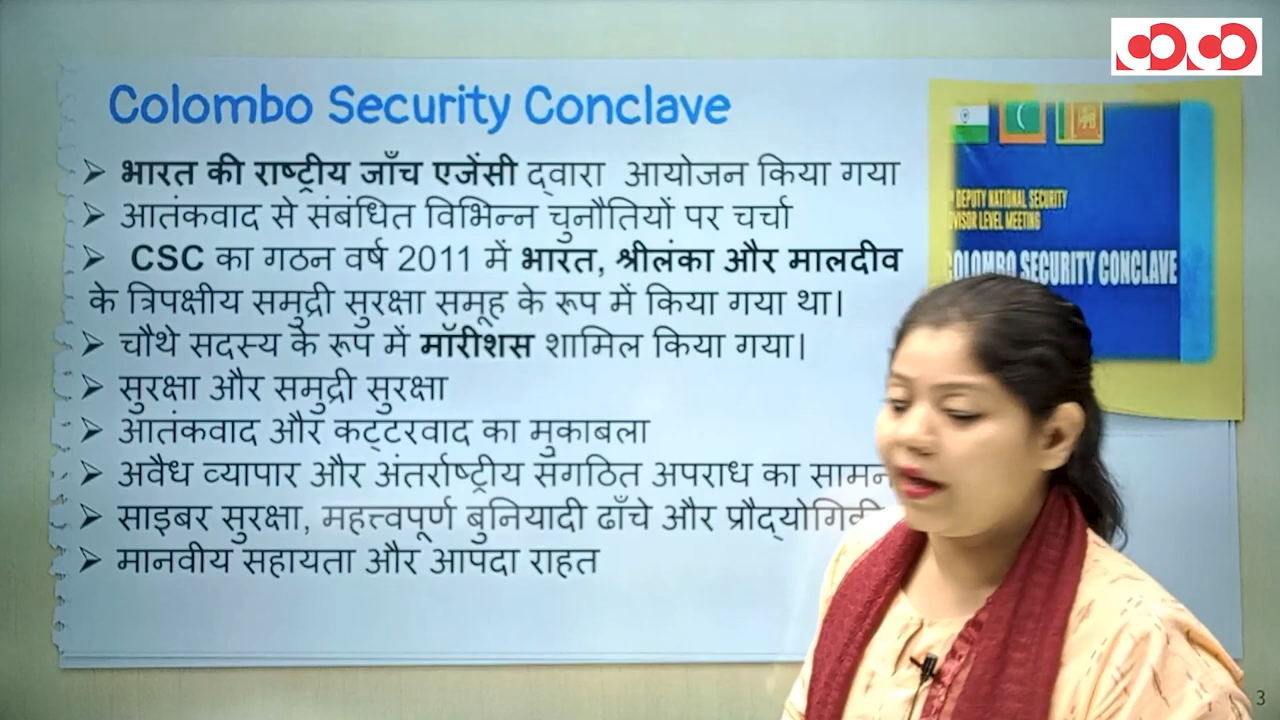 Colombo Security Conclave
➢ भारत की राष्ट्रीय जाँच एजेंसी द्वारा आयोजन किया गया
➢ आतंकवाद से संबंधित विभिन्न चुनौतियों पर चर्चा
➢ CSC का गठन वर्ष 2011 में भारत, श्रीलंका और मालदीव
के त्रिपक्षीय समुद्री सुरक्षा समूह के रूप में किया गया था।
➢ चौथे सदस्य के रूप में मॉरीशस शामिल किया गया।
➢ सुरक्षा और समुद्री सुरक्षा
➢ आतंकवाद और कट्टरवाद का मुकाबला
➢ अवैध व्यापार और अंतर्राष्ट्रीय संगठित अपराध का
➢ साइबर सुरक्षा, महत्त्वपूर्ण बुनियादी ढाँचे और
➢ मानवीय सहायता और आपदा राहत
DEPUTY NATIONAL SECURITY
LEVEL MEETING
SECURITY CONCLAVE
3